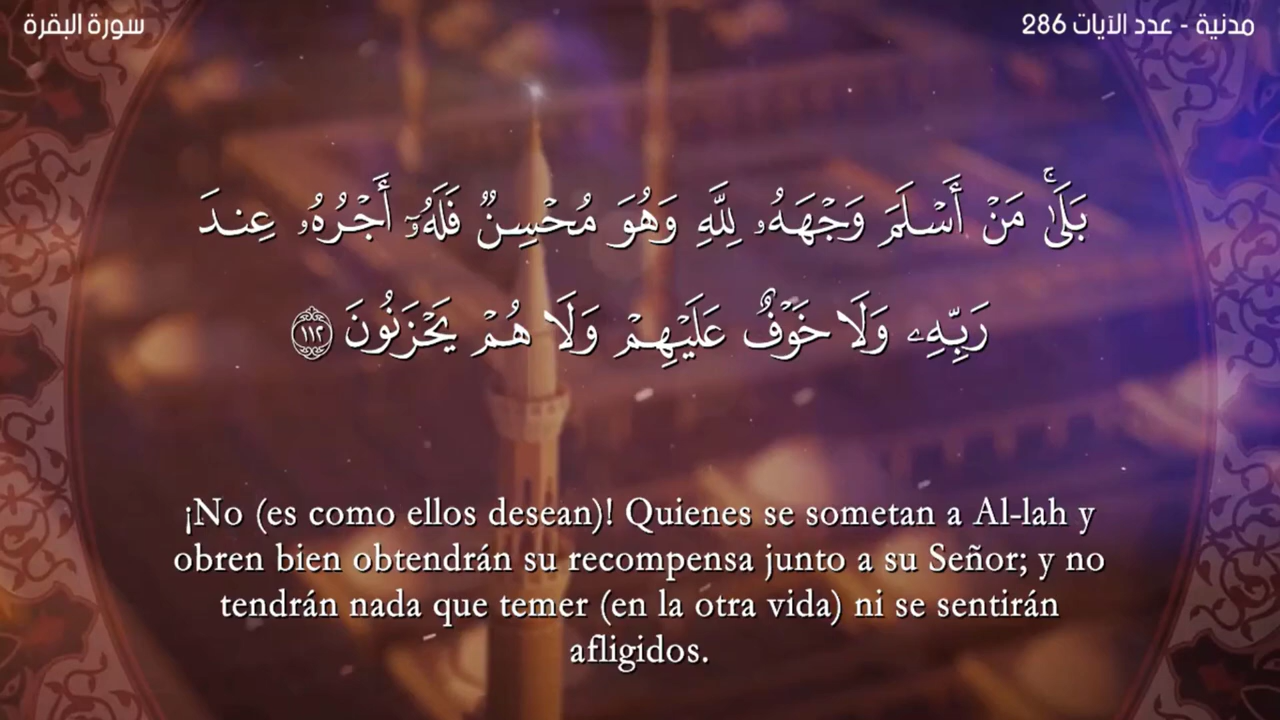 سورة البقرة
مدنية - عدد الآيات 286
بَلَىٰۚ مَنْ أَسْلَمَ وَجْهَهُۥ لِلَّهِ وَهُوَ مُحْسِنٌ فَلَهُۥٓ أَجْرُهُۥ عِندَ
رَبِّهِۦ وَلَا خَوْفٌ عَلَيْهِمْ وَلَا هُمْ يَحْزَنُونَ ١١٢
¡No (es como ellos desean)! Quienes se sometan a Al-lah y
obren bien obtendrán su recompensa junto a su Señor; y no
tendrán nada que temer (en la otra vida) ni se sentirán
afligidos.